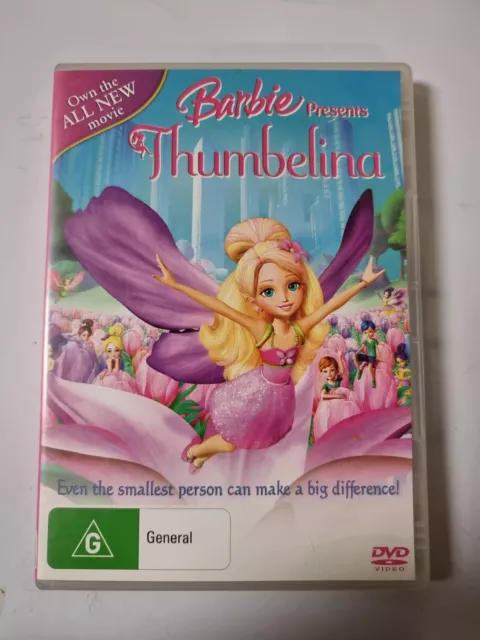 Own the
ALL NEW
movie
Barbie Presents
Thumbelina
Even the smallest person can make a big difference!
G
General
DVD
VIDEO